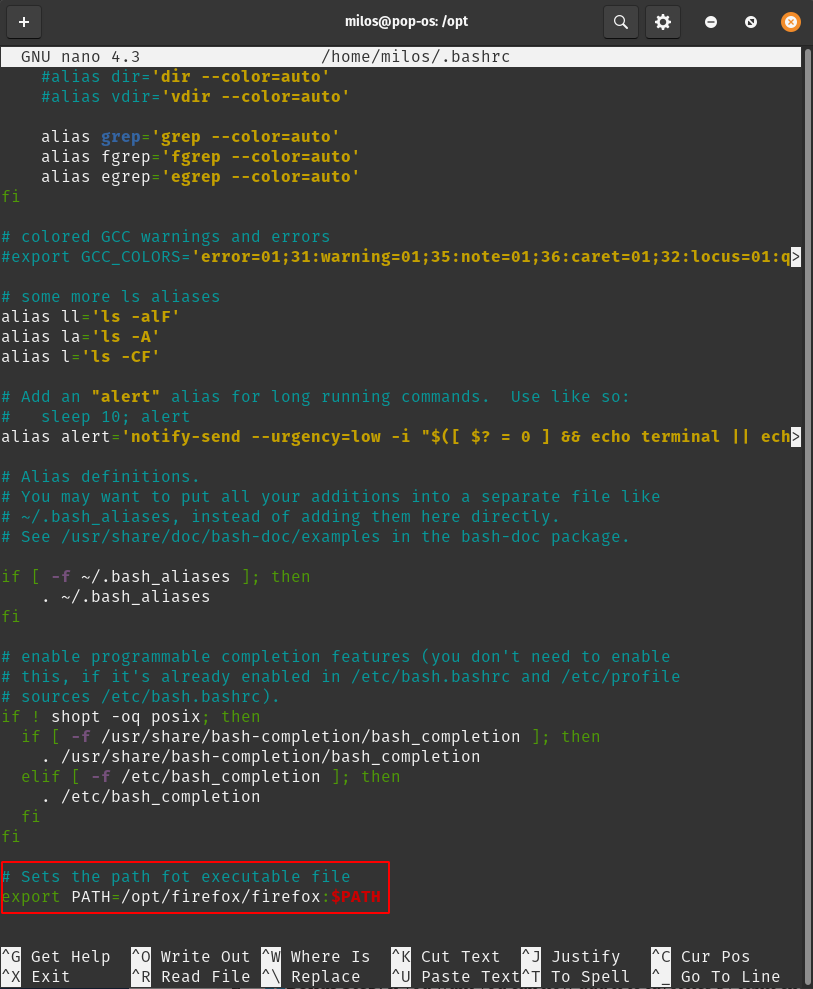 +
milos@pop-os: /opt
GNU nano 4.3 /home/milos/.bashrc
    #alias dir='dir --color=auto'
    #alias vdir='vdir --color=auto'

    alias grep='grep --color=auto'
    alias fgrep='fgrep --color=auto'
    alias egrep='egrep --color=auto'
fi

# colored GCC warnings and errors
#export GCC_COLORS='error=01;31:warning=01;35:note=01;36:caret=01;32:locus=01:q>

# some more ls aliases
alias ll='ls -alF'
alias la='ls -A'
alias l='ls -CF'

# Add an "alert" alias for long running commands.  Use like so:
#   sleep 10; alert
alias alert='notify-send --urgency=low -i "$([ $? = 0 ] && echo terminal || ech>

# Alias definitions.
# You may want to put all your additions into a separate file like
# ~/.bash_aliases, instead of adding them here directly.
# See /usr/share/doc/bash-doc/examples in the bash-doc package.

if [ -f ~/.bash_aliases ]; then
    . ~/.bash_aliases
fi

# enable programmable completion features (you don't need to enable
# this, if it's already enabled in /etc/bash.bashrc and /etc/profile
# sources /etc/bash.bashrc).
if ! shopt -oq posix; then
  if [ -f /usr/share/bash-completion/bash_completion ]; then
    . /usr/share/bash-completion/bash_completion
  elif [ -f /etc/bash_completion ]; then
    . /etc/bash_completion
  fi
fi

# Sets the path fot executable file
export PATH=/opt/firefox/firefox:$PATH

^G Get Help ^O Write Out ^W Where Is ^K Cut Text ^J Justify ^C Cur Pos
^X Exit ^R Read File ^\ Replace ^U Paste Text ^T To Spell ^_ Go To Line